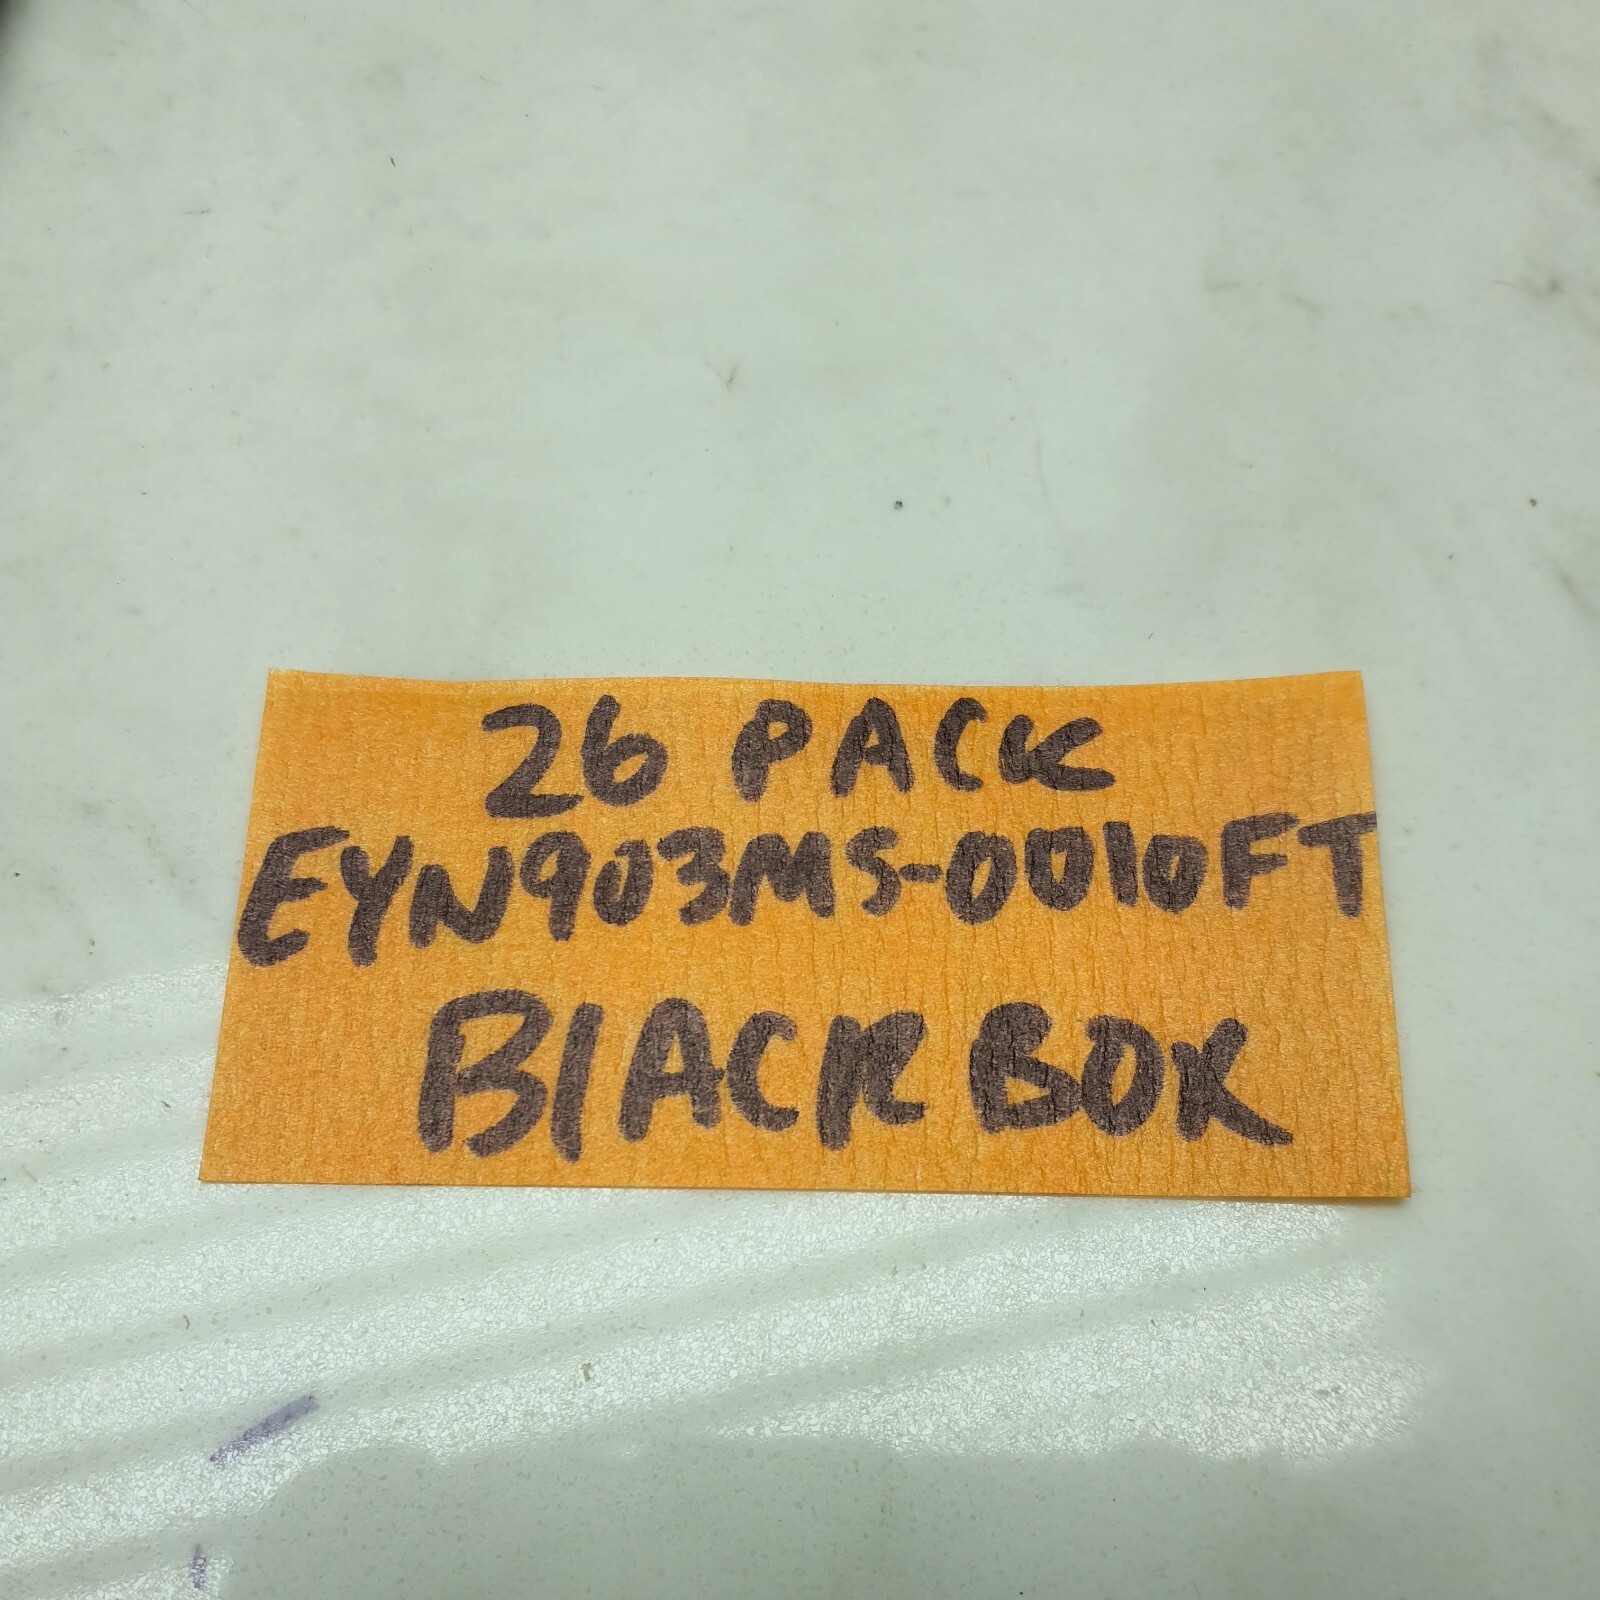 26 PACK
EYN903MS-0010FT
BlACK BOX